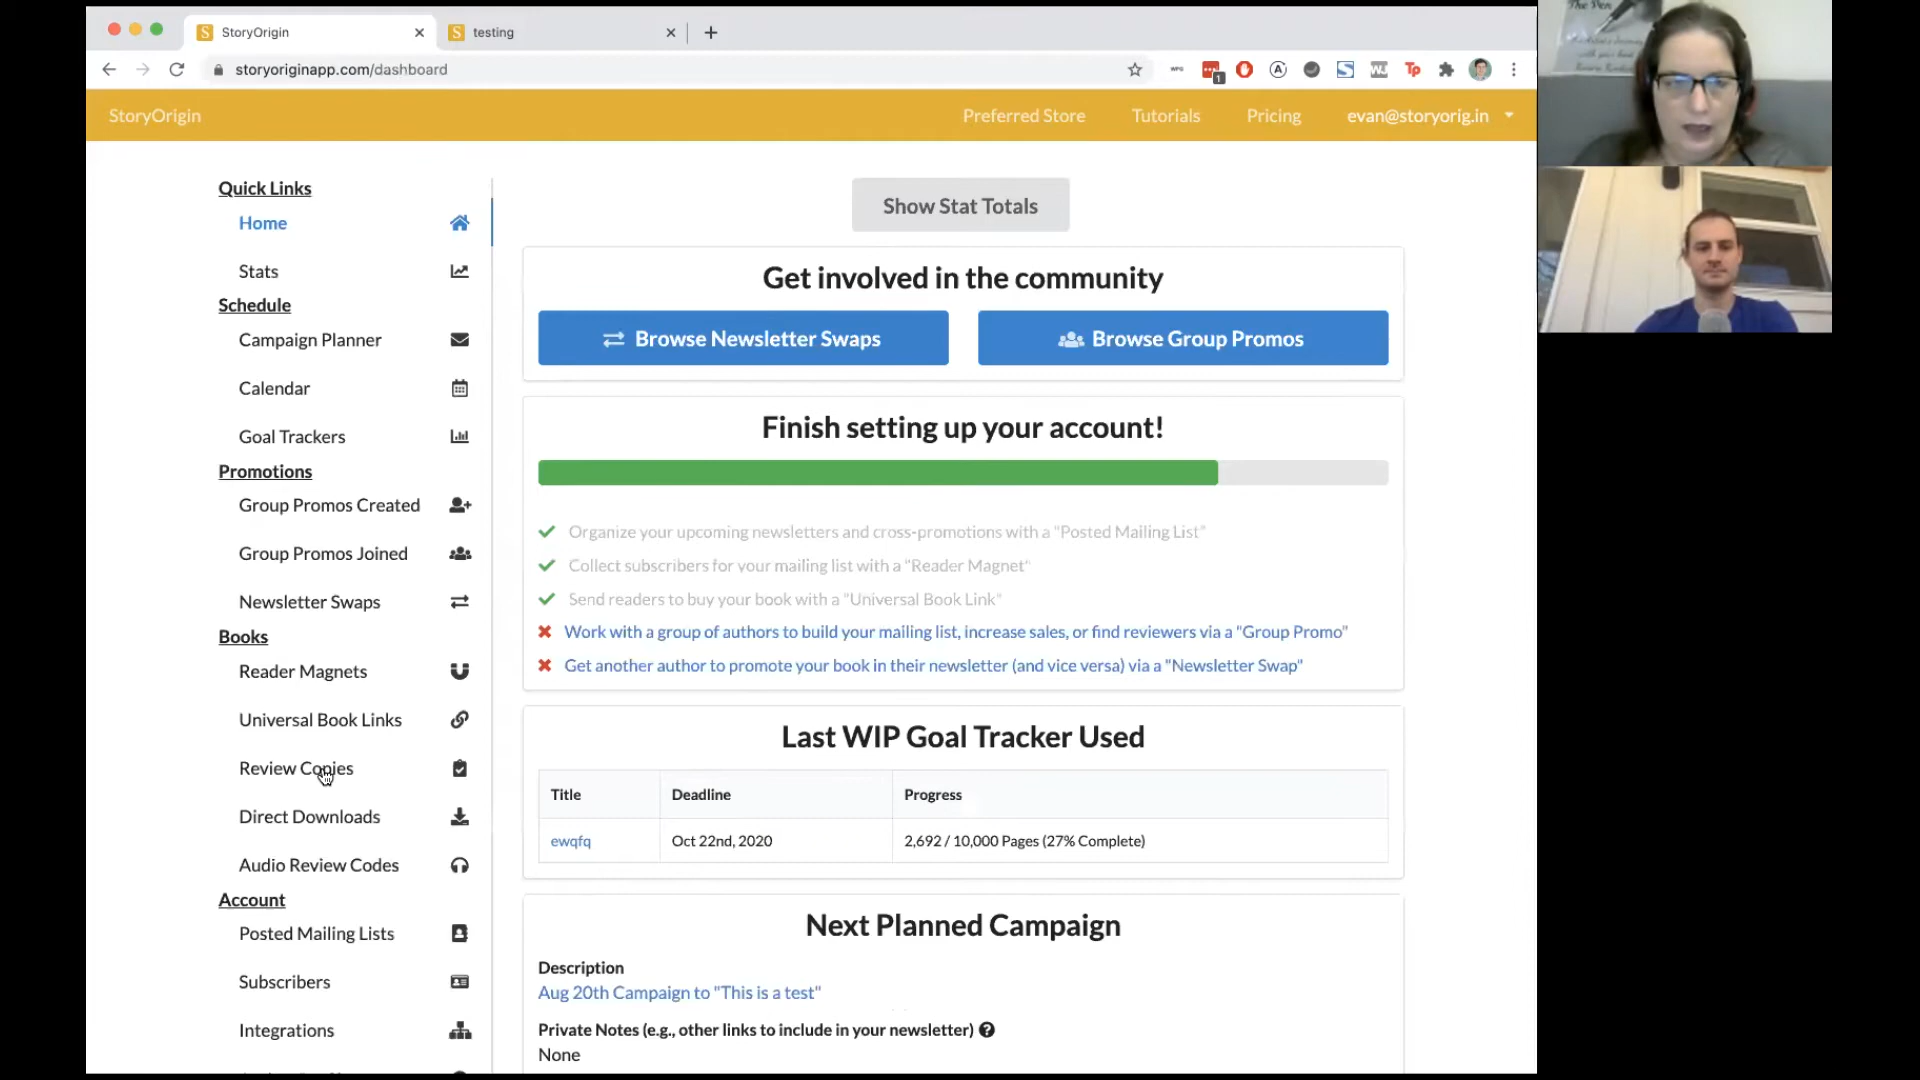 StoryOrigin
testing
storyoriginapp.com/dashboard
StoryOrigin
Preferred Store
Tutorials
Pricing
evan@storyorig.in
Quick Links
Home
Stats
Schedule
Campaign Planner
Calendar
Goal Trackers
Promotions
Group Promos Created
Group Promos Joined
Newsletter Swaps
Books
Reader Magnets
Universal Book Links
Review Copies
Direct Downloads
Audio Review Codes
Account
Posted Mailing Lists
Subscribers
Integrations
Show Stat Totals
Get involved in the community
Browse Newsletter Swaps
Browse Group Promos
Finish setting up your account!
Organize your upcoming newsletters and cross-promotions with a "Posted Mailing List"
Collect subscribers for your mailing list with a "Reader Magnet"
Send readers to buy your book with a "Universal Book Link"
Work with a group of authors to build your mailing list, increase sales, or find reviewers via a "Group Promo"
Get another author to promote your book in their newsletter (and vice versa) via a "Newsletter Swap"
Last WIP Goal Tracker Used
Title Deadline Progress
ewqfq Oct 22nd, 2020 2,692 / 10,000 Pages (27% Complete)
Next Planned Campaign
Description
Aug 20th Campaign to "This is a test"
Private Notes (e.g., other links to include in your newsletter)
None
The Pen